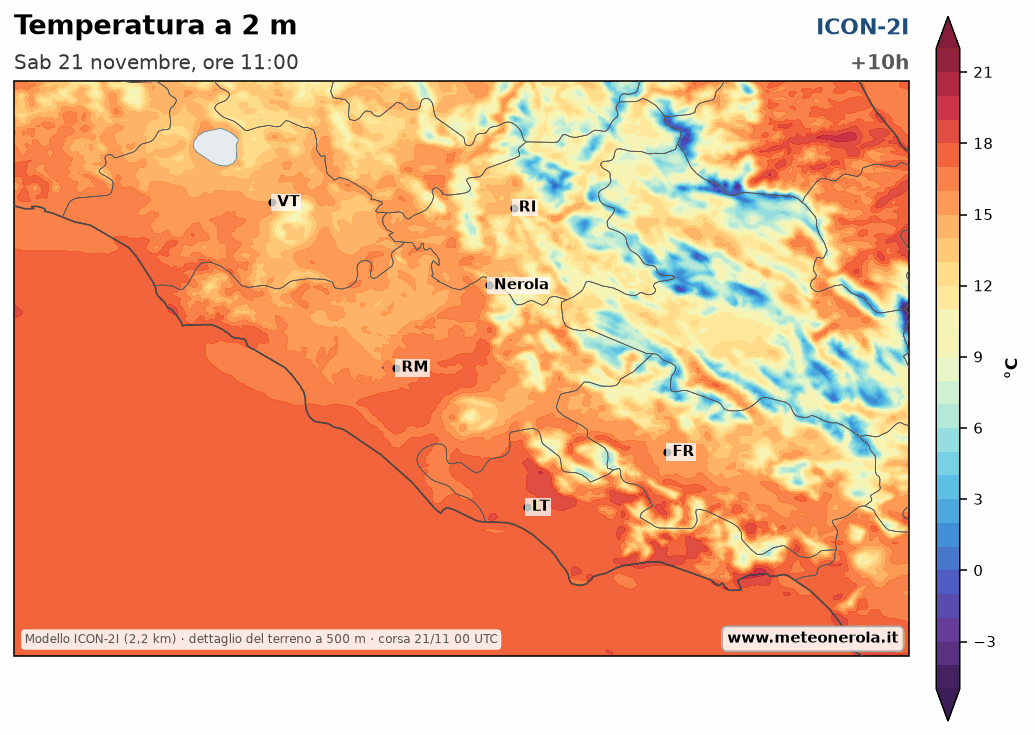 Temperatura a 2 m
ICON-2I
Sab 21 novembre, ore 11:00
+10h
VT
RI
Nerola
RM
FR
LT
Modello ICON-2I (2,2 km) · dettaglio del terreno a 500 m · corsa 21/11 00 UTC
www.meteonerola.it
21
18
15
12
9
6
3
0
−3
°C